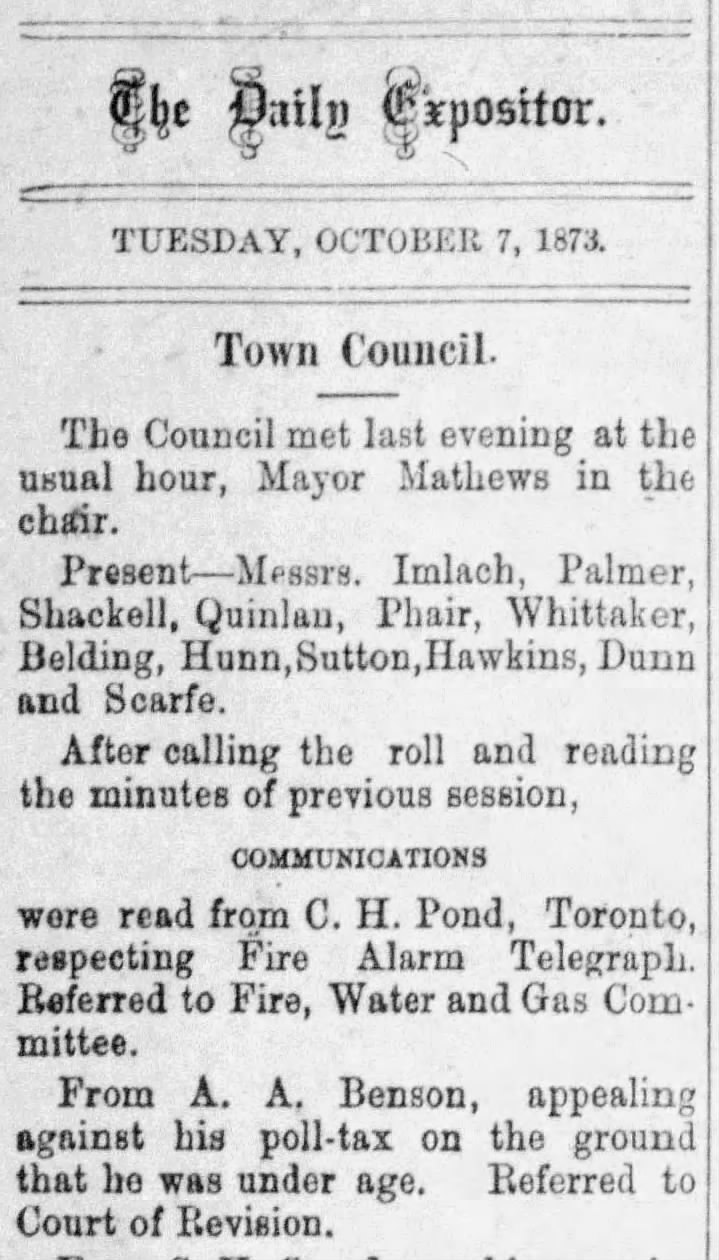 The Daily Expositor.
TUESDAY, OCTOBER 7, 1873.
Town Council.
The Council met last evening at the
usual hour, Mayor Mathews in the
chair.
Present—Messrs. Imlach, Palmer,
Shackell, Quinlan, Phair, Whittaker,
Belding, Hunn, Sutton, Hawkins, Dunn
and Scarfe.
After calling the roll and reading
the minutes of previous session,
COMMUNICATIONS
were read from C. H. Pond, Toronto,
respecting Fire Alarm Telegraph.
Referred to Fire, Water and Gas Com-
mittee.
From A. A. Benson, appealing
against his poll-tax on the ground
that he was under age. Referred to
Court of Revision.